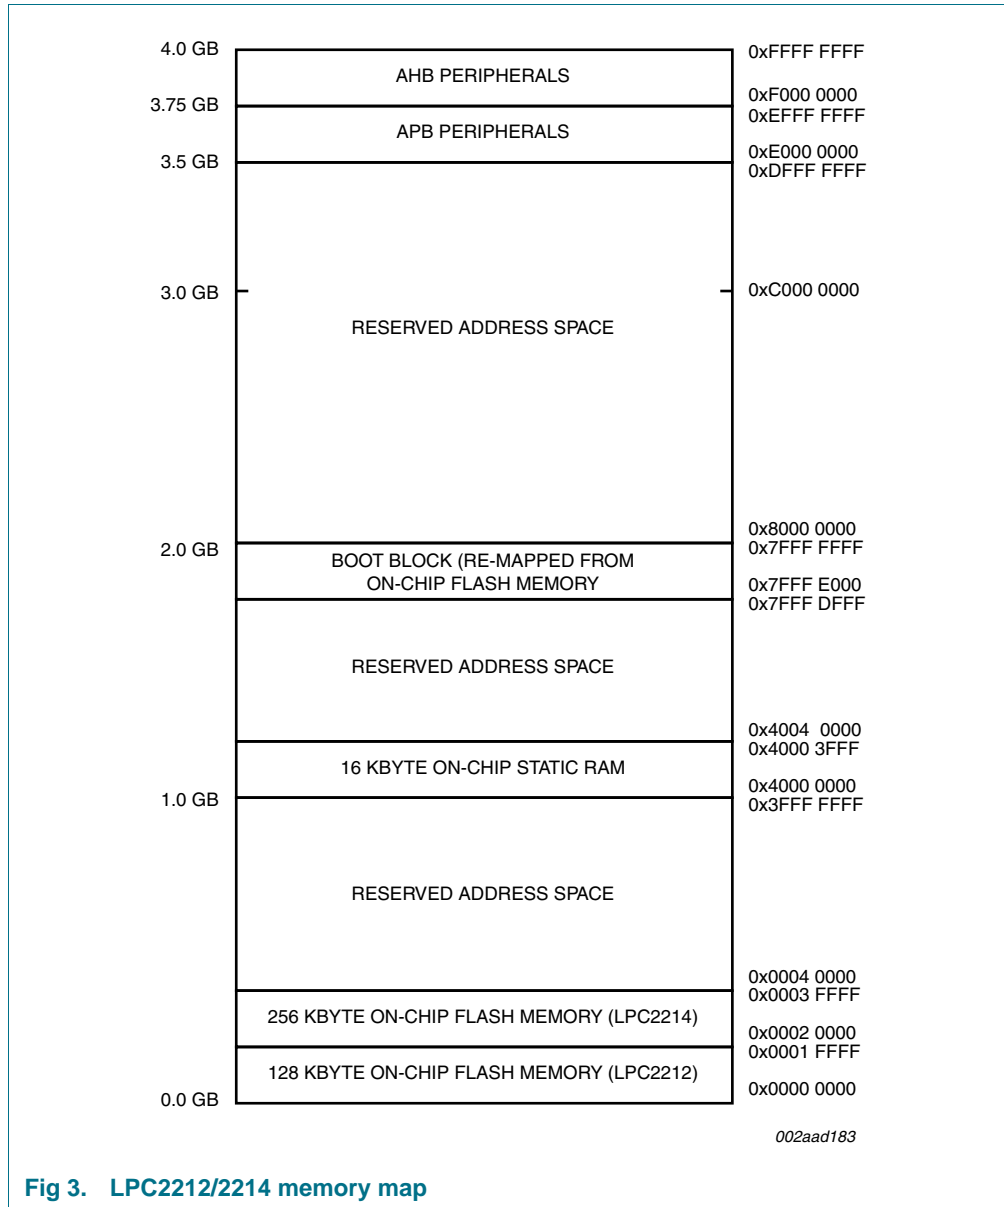 4.0 GB
0xFFFF FFFF
AHB PERIPHERALS
0xF000 0000
3.75 GB
0xEFFF FFFF
APB PERIPHERALS
0xE000 0000
3.5 GB
0xDFFF FFFF
3.0 GB
0xC000 0000
RESERVED ADDRESS SPACE
0x8000 0000
2.0 GB
0x7FFF FFFF
BOOT BLOCK (RE-MAPPED FROM
ON-CHIP FLASH MEMORY
0x7FFF E000
0x7FFF DFFF
RESERVED ADDRESS SPACE
0x4004  0000
0x4000 3FFF
16 KBYTE ON-CHIP STATIC RAM
0x4000 0000
1.0 GB
0x3FFF FFFF
RESERVED ADDRESS SPACE
0x0004 0000
0x0003 FFFF
256 KBYTE ON-CHIP FLASH MEMORY (LPC2214)
0x0002 0000
0x0001 FFFF
128 KBYTE ON-CHIP FLASH MEMORY (LPC2212)
0x0000 0000
0.0 GB
002aad183
Fig 3. LPC2212/2214 memory map